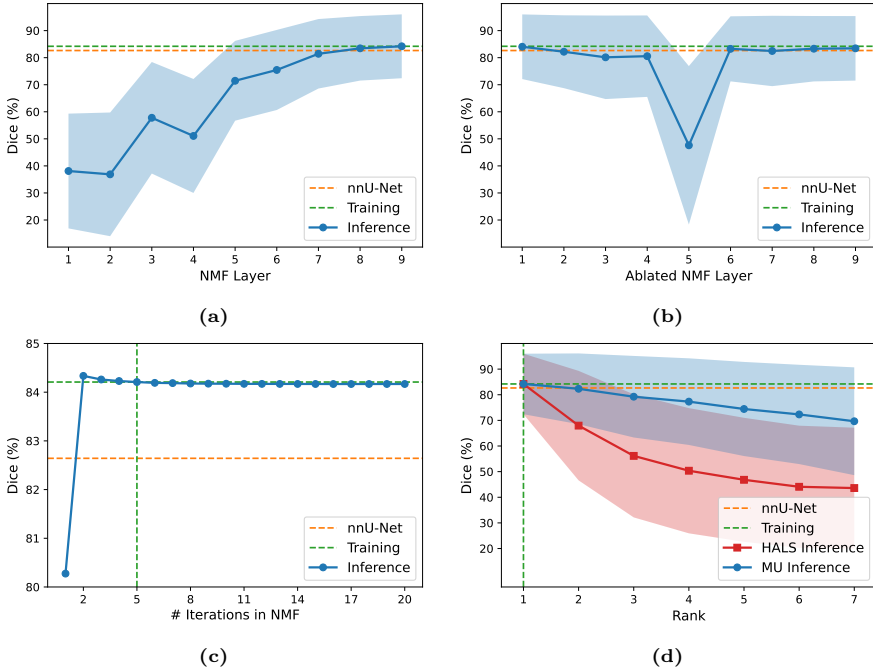 90
80
70
60
50
40
30
20
Dice (%)
nnU-Net
Training
Inference
1 2 3 4 5 6 7 8 9
NMF Layer
(a)
90
80
70
60
50
40
30
20
Dice (%)
nnU-Net
Training
Inference
1 2 3 4 5 6 7 8 9
Ablated NMF Layer
(b)
85
84
83
82
81
80
Dice (%)
nnU-Net
Training
Inference
2 5 8 11 14 17 20
# Iterations in NMF
(c)
90
80
70
60
50
40
30
20
Dice (%)
nnU-Net
Training
HALS Inference
MU Inference
1 2 3 4 5 6 7
Rank
(d)